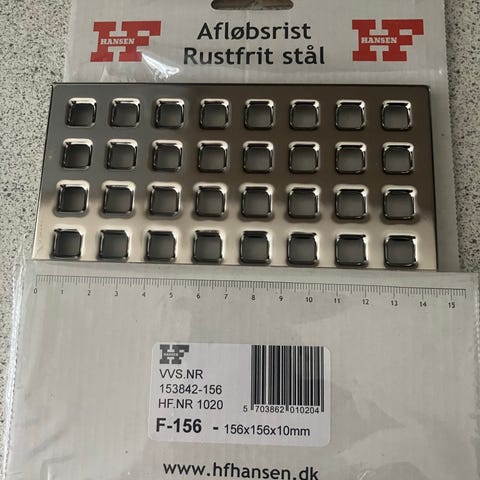 HF HANSEN
Afløbsrist
Rustfrit stål
HF HANSEN
0 1 2 3 4 5 6 7 8 9 10 11 12 13 14 15
HF HANSEN
VVS.NR
153842-156
HF.NR 1020
5 703862 010204
F-156 - 156x156x10mm
www.hfhansen.dk